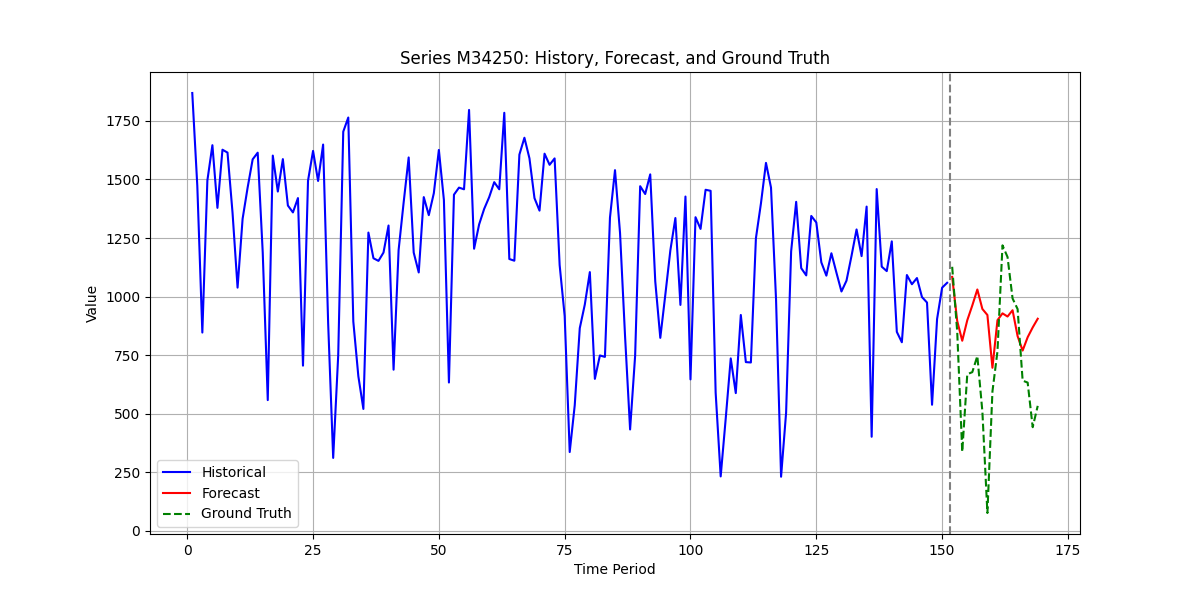 Series M34250: History, Forecast, and Ground Truth
Value
1750
1500
1250
1000
750
500
250
0
Historical
Forecast
Ground Truth
0 25 50 75 100 125 150 175
Time Period